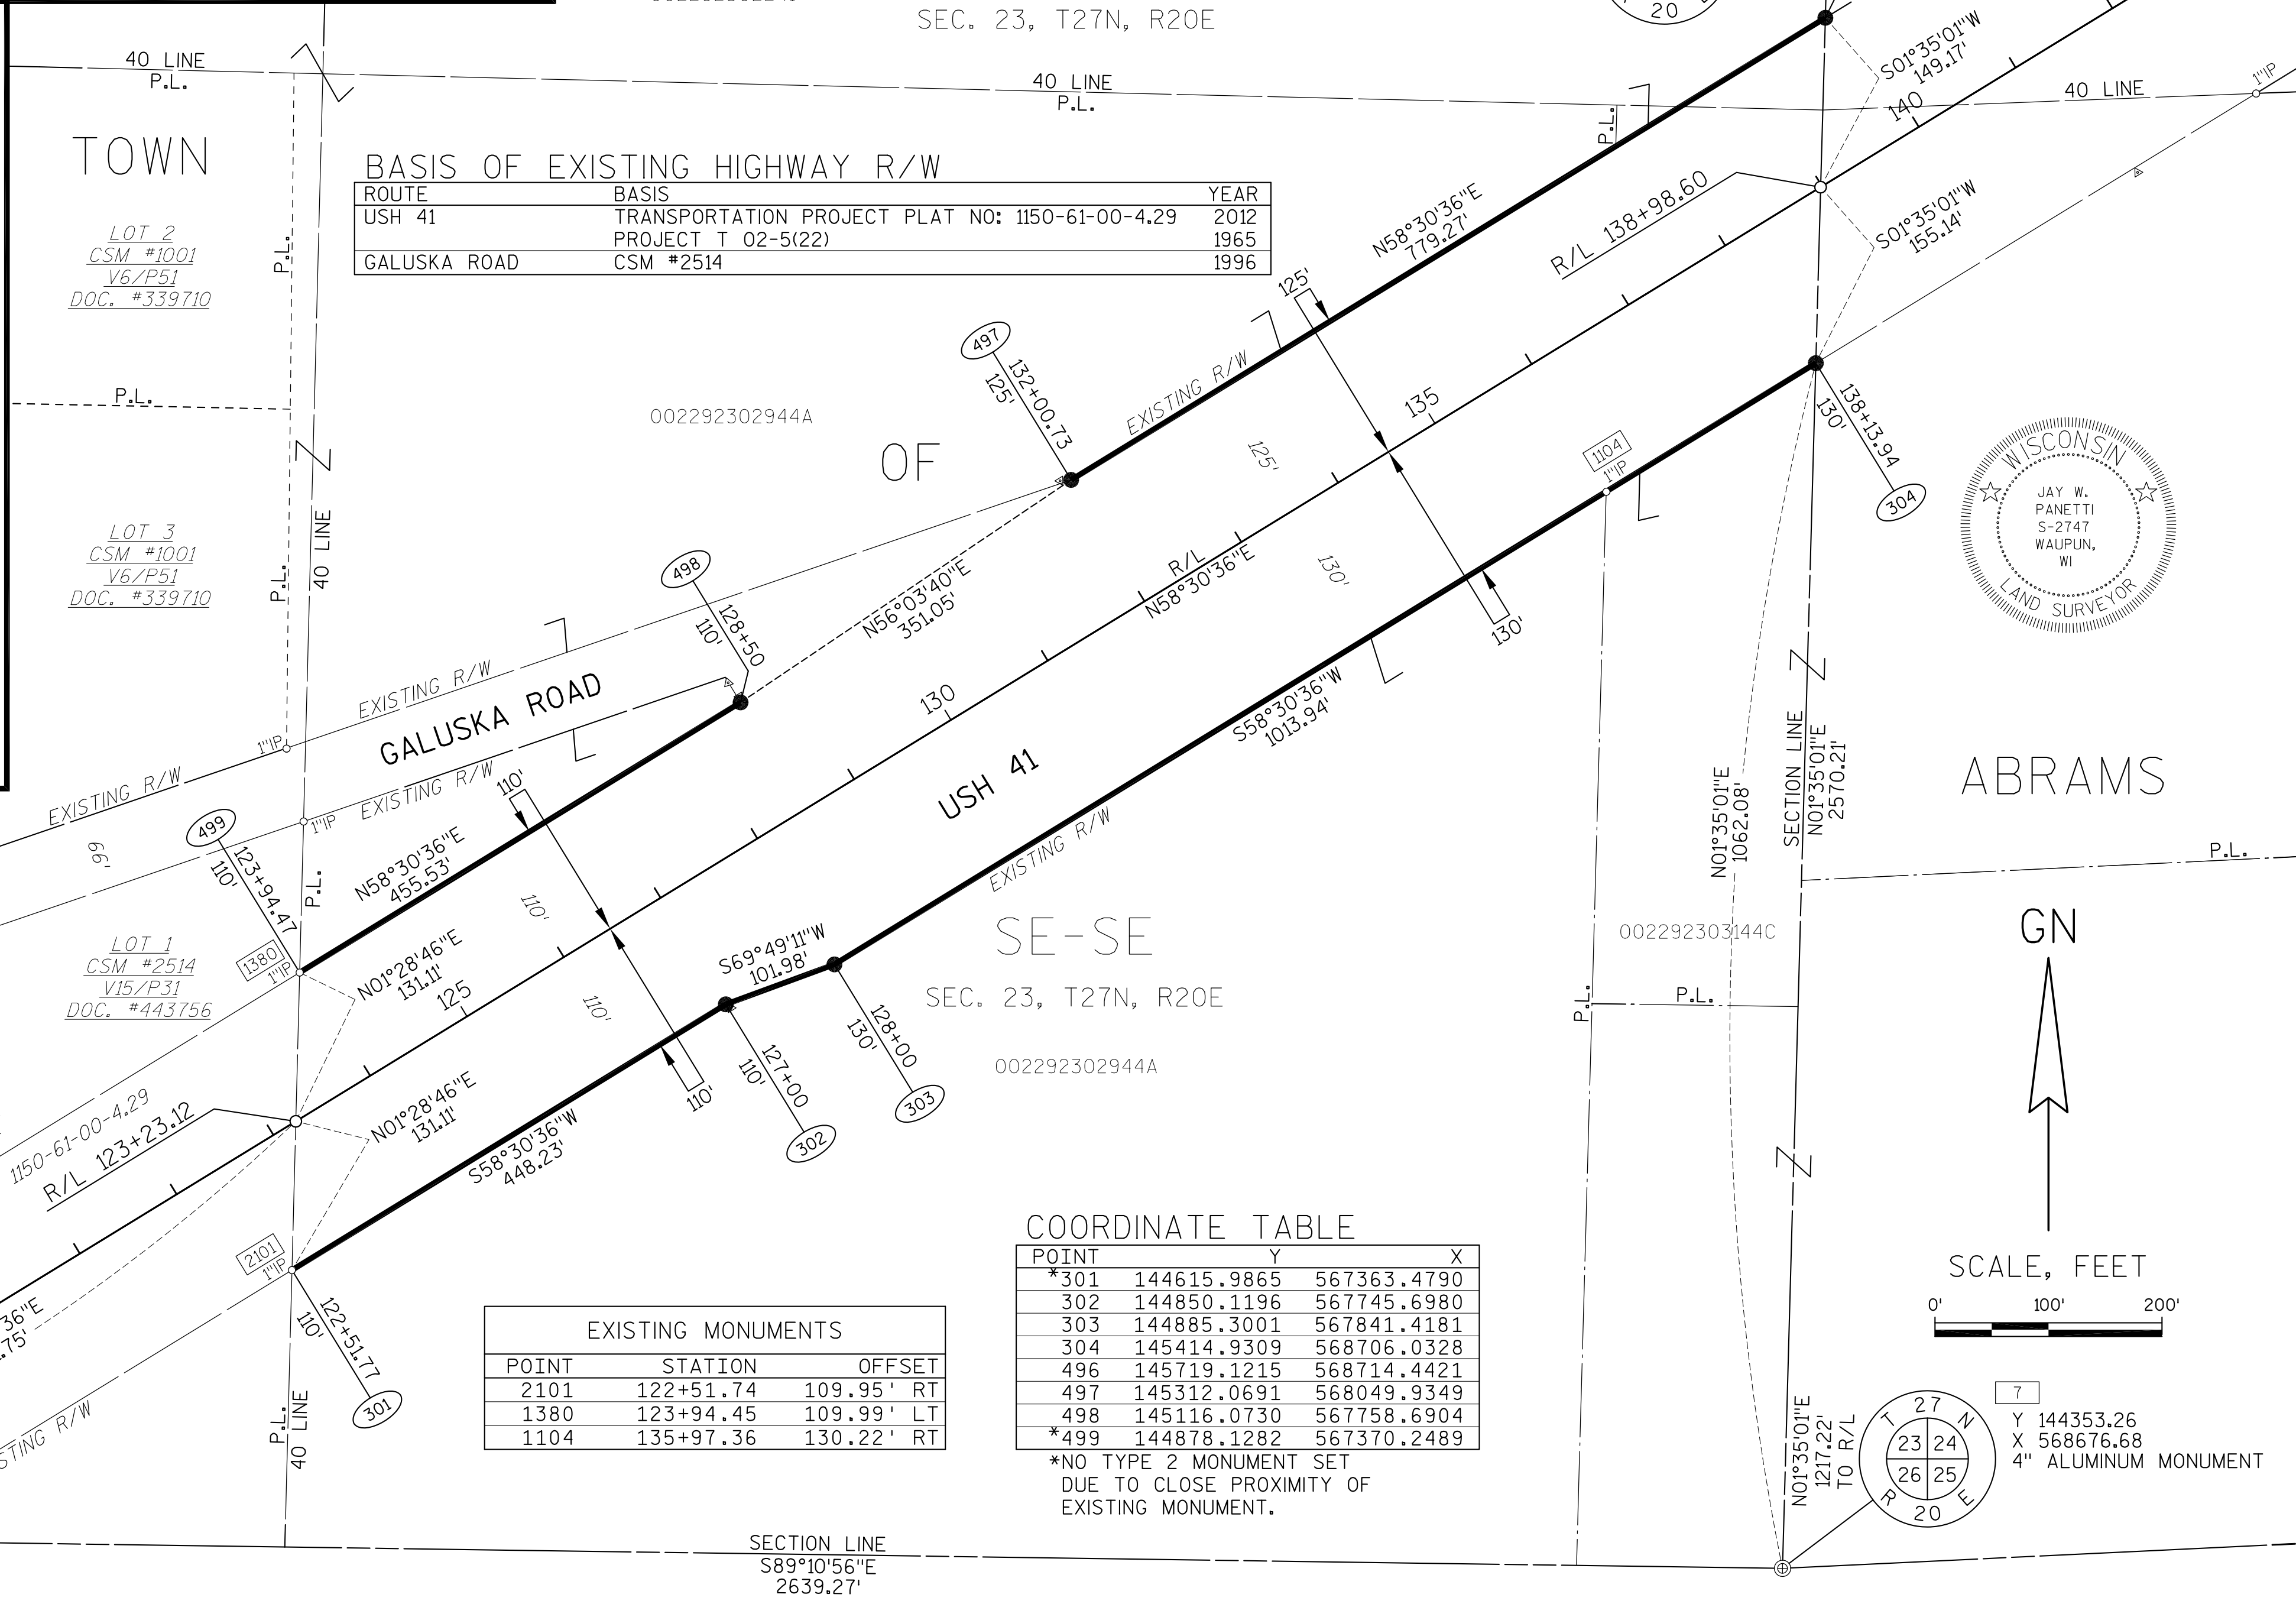 SEC. 23, T27N, R20E
20
40 LINE
P.L.
40 LINE
P.L.
40 LINE
1"IP
S01°35'01"W
149.17'
140
P.L.
TOWN
BASIS OF EXISTING HIGHWAY R/W
ROUTE BASIS YEAR
USH 41 TRANSPORTATION PROJECT PLAT NO: 1150-61-00-4.29 2012
PROJECT T 02-5(22) 1965
GALUSKA ROAD CSM #2514 1996
LOT 2
CSM #1001
V6/P51
DOC. #339710
P.L.
P.L.
N58°30'36"E
779.27'
R/L 138+98.60
S01°35'01"W
155.14'
125'
497
132+00.73
125'
EXISTING R/W
135
002292302944A
OF
125'
1104
1"IP
138+13.94
130'
304
WISCONSIN
JAY W.
PANETTI
S-2747
WAUPUN,
WI
LAND SURVEYOR
LOT 3
CSM #1001
V6/P51
DOC. #339710
P.L.
40 LINE
498
128+50
110'
N56°03'40"E
351.05'
R/L
N58°30'36"E
130'
130'
EXISTING R/W
GALUSKA ROAD
1"IP
130
S58°30'36"W
1013.94'
SECTION LINE
N01°35'01"E
2570.21'
N01°35'01"E
1062.08'
ABRAMS
EXISTING R/W
EXISTING R/W
1"IP
110'
USH 41
EXISTING R/W
P.L.
66'
499
123+94.47
110'
P.L.
N58°30'36"E
455.53'
110'
LOT 1
CSM #2514
V15/P31
DOC. #443756
1380
1"IP
N01°28'46"E
131.11'
125
S69°49'11"W
101.98'
SE-SE
SEC. 23, T27N, R20E
002292302944A
002292303144C
P.L.
P.L.
GN
110'
110'
127+00
110'
302
128+00
130'
303
1150-61-00-4.29
R/L 123+23.12
N01°28'46"E
131.11'
S58°30'36"W
448.23'
2101
1"IP
122+51.77
110'
301
36"E
.75'
STING R/W
P.L.
40 LINE
SCALE, FEET
0' 100' 200'
EXISTING MONUMENTS
POINT STATION OFFSET
2101 122+51.74 109.95' RT
1380 123+94.45 109.99' LT
1104 135+97.36 130.22' RT
COORDINATE TABLE
POINT Y X
*301 144615.9865 567363.4790
302 144850.1196 567745.6980
303 144885.3001 567841.4181
304 145414.9309 568706.0328
496 145719.1215 568714.4421
497 145312.0691 568049.9349
498 145116.0730 567758.6904
*499 144878.1282 567370.2489
*NO TYPE 2 MONUMENT SET
DUE TO CLOSE PROXIMITY OF
EXISTING MONUMENT.
N01°35'01"E
1217.22'
TO R/L
T 27 N
23 24
26 25
R 20 E
7
Y 144353.26
X 568676.68
4" ALUMINUM MONUMENT
SECTION LINE
S89°10'56"E
2639.27'